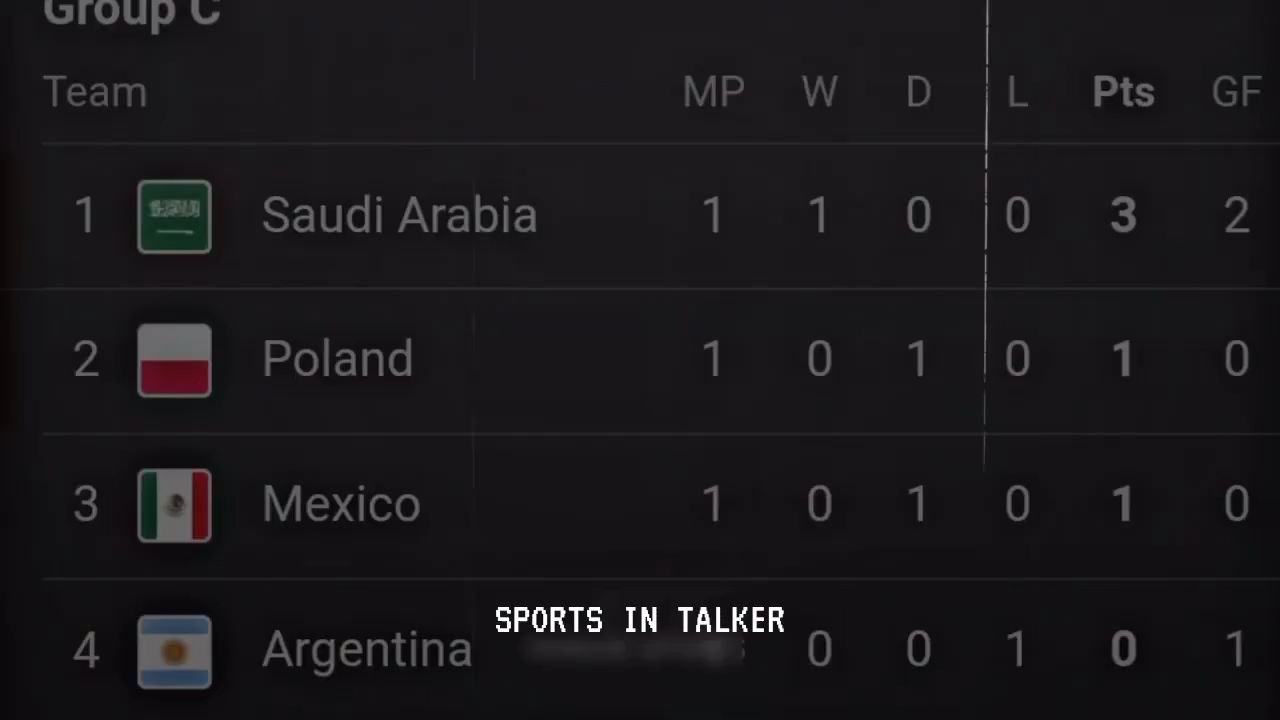 Group C
Team MP W D L Pts GF
1 Saudi Arabia 1 1 0 0 3 2
2 Poland 1 0 1 0 1 0
3 Mexico 1 0 1 0 1 0
SPORTS IN TALKER
4 Argentina 0 0 1 0 1